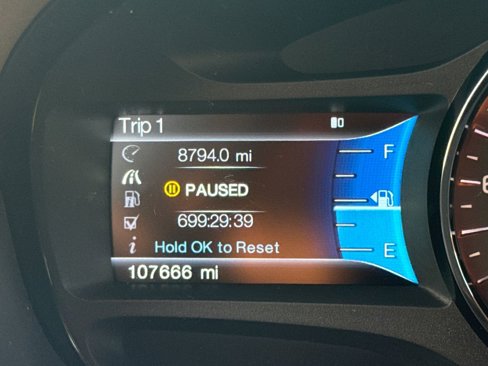 Trip 1
8794.0 mi
F
PAUSED
699:29:39
Hold OK to Reset
E
107666 mi